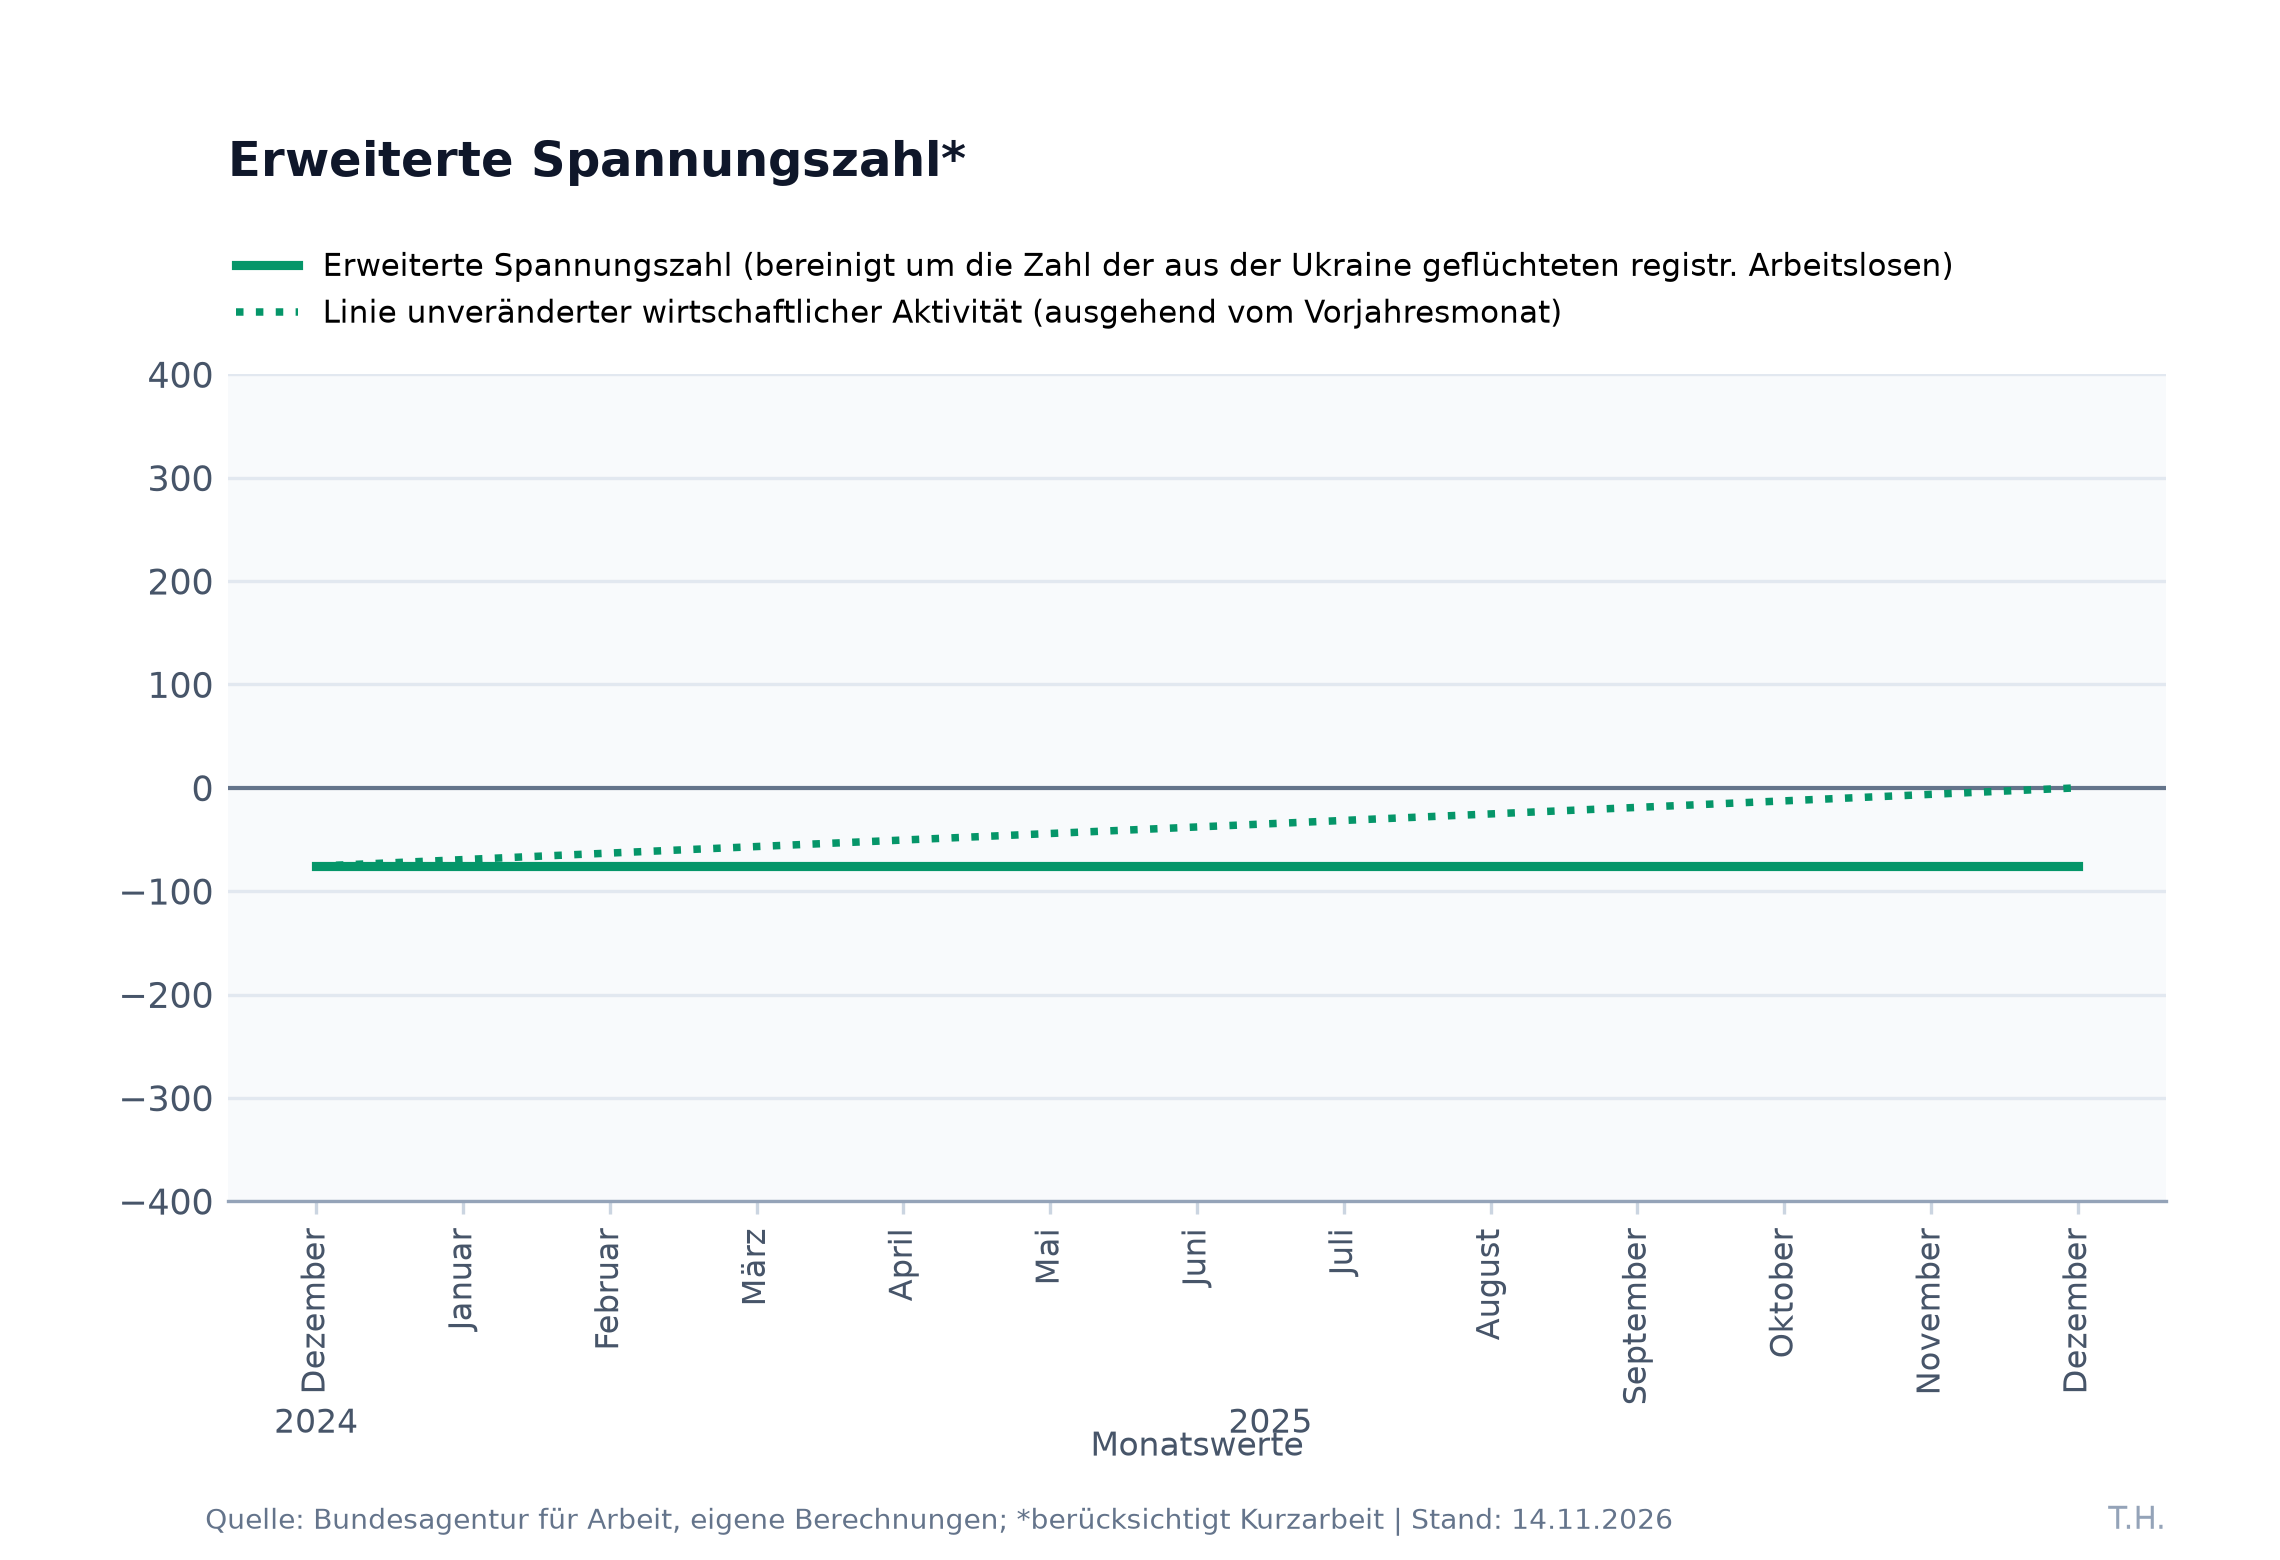 Erweiterte Spannungszahl*
Erweiterte Spannungszahl (bereinigt um die Zahl der aus der Ukraine geflüchteten registr. Arbeitslosen)
Linie unveränderter wirtschaftlicher Aktivität (ausgehend vom Vorjahresmonat)
400
300
200
100
0
−100
−200
−300
−400
Dezember
Januar
Februar
März
April
Mai
Juni
Juli
August
September
Oktober
November
Dezember
2024
2025
Monatswerte
Quelle: Bundesagentur für Arbeit, eigene Berechnungen; *berücksichtigt Kurzarbeit | Stand: 14.11.2026
T.H.